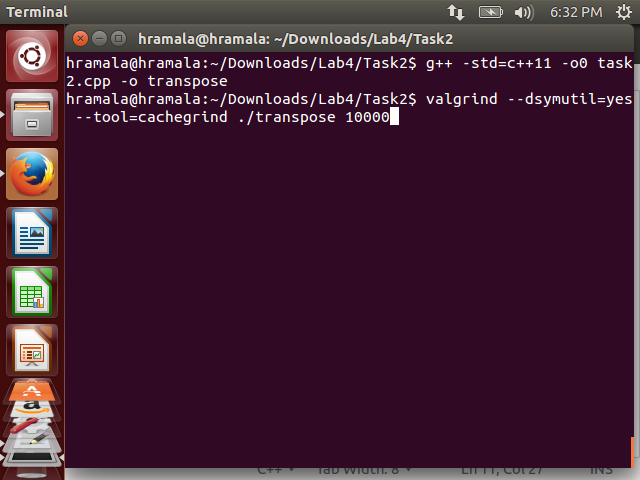 Terminal
6:32 PM
hramala@hramala: ~/Downloads/Lab4/Task2
hramala@hramala:~/Downloads/Lab4/Task2$ g++ -std=c++11 -o0 task
2.cpp -o transpose
hramala@hramala:~/Downloads/Lab4/Task2$ valgrind --dsymutil=yes
--tool=cachegrind ./transpose 10000
C++ Tab Width: 8 Ln 11, Col 27 INS